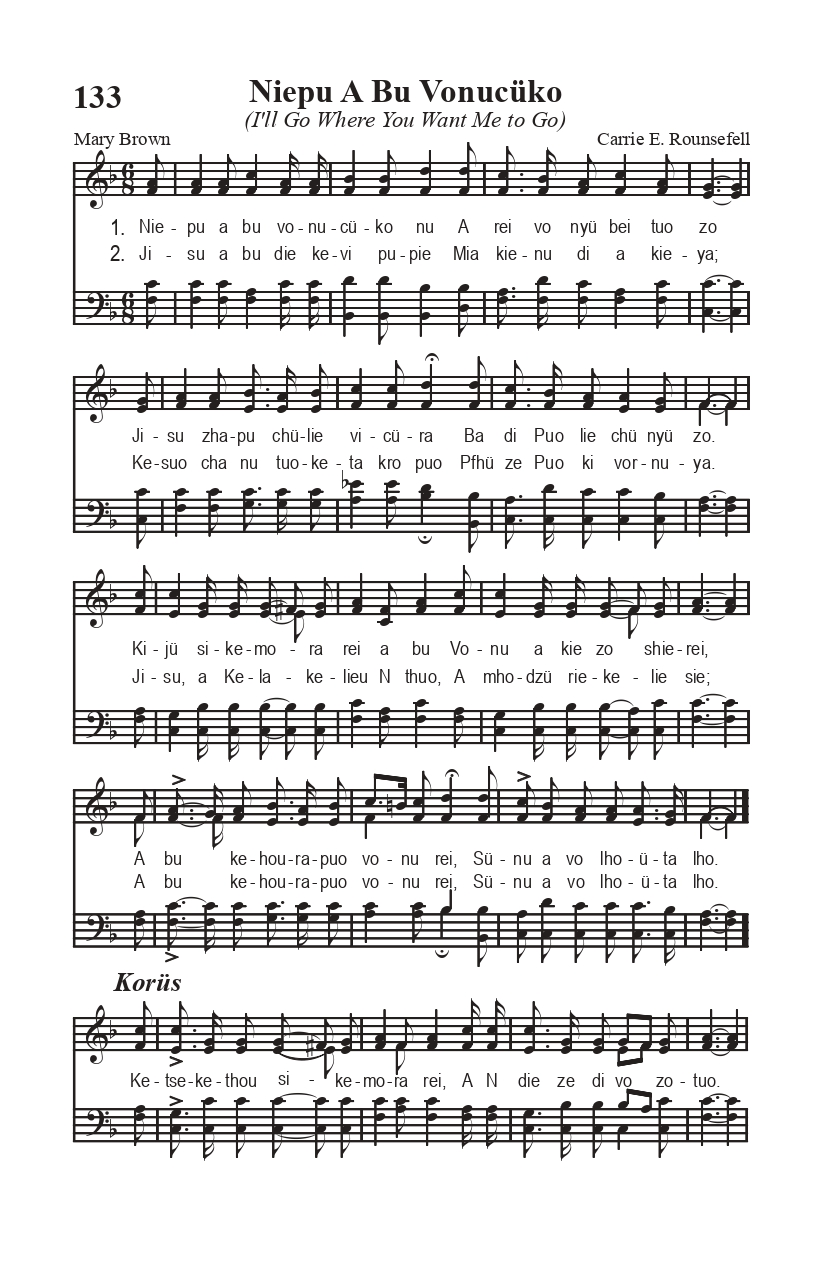 133
Niepu A Bu Vonucüko
(I'll Go Where You Want Me to Go)
Mary Brown
Carrie E. Rounsefell
1. Nie - pu a bu vo - nu - cü - ko nu A rei vo nyü bei tuo zo
2. Ji - su a bu die ke - vi pu - pie Mia kie - nu di a kie - ya;
Ji - su zha - pu chü - lie vi - cü - ra Ba di Puo lie chü nyü zo.
Ke - suo cha nu tuo - ke - ta kro puo Pfhü ze Puo ki vor - nu - ya.
Ki - jü si - ke - mo - ra rei a bu Vo - nu a kie zo shie - rei,
Ji - su, a Ke - la - ke - lieu N thuo, A mho - dzü rie - ke - lie sie;
A bu ke - hou - ra - puo vo - nu rei, Sü - nu a vo lho - ü - ta lho.
A bu ke - hou - ra - puo vo - nu rei, Sü - nu a vo lho - ü - ta lho.
Korüs
Ke - tse - ke - thou si - ke - mo - ra rei, A N die ze di vo zo - tuo.